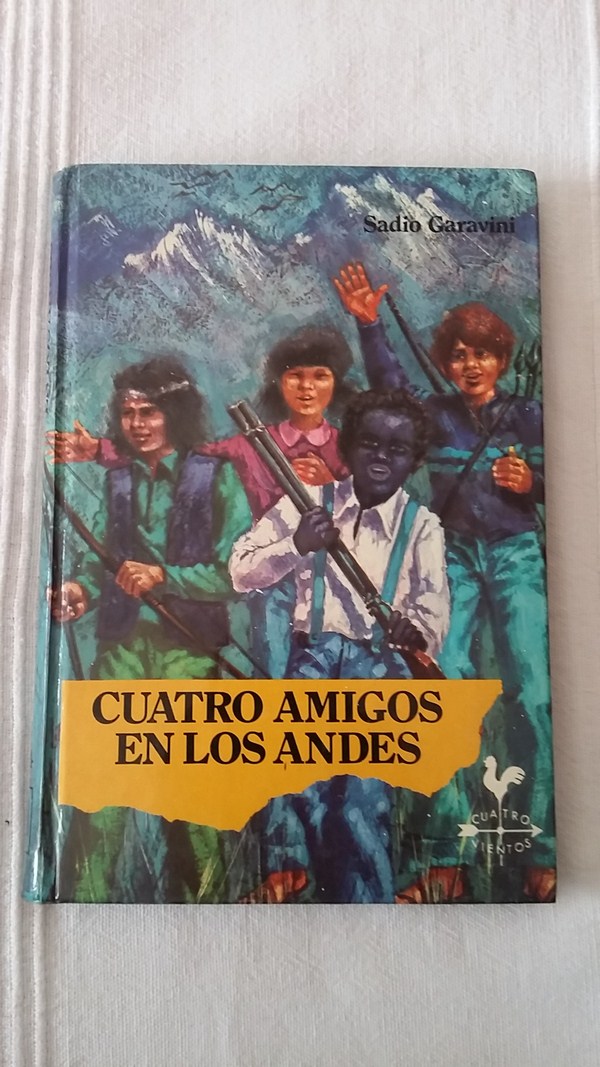 Sadio Garavini
CUATRO AMIGOS
EN LOS ANDES
CUATRO
VIENTOS